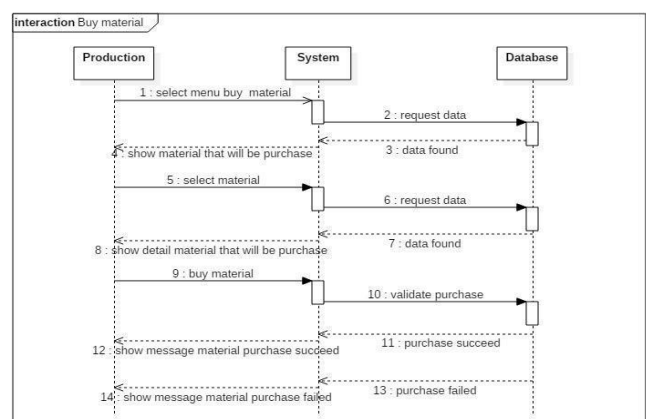 interaction Buy material
Production
System
Database
1 : select menu buy material
2 : request data
3 : data found
4 : show material that will be purchase
5 : select material
6 : request data
7 : data found
8 : show detail material that will be purchase
9 : buy material
10 : validate purchase
11 : purchase succeed
12 : show message material purchase succeed
13 : purchase failed
14 : show message material purchase failed